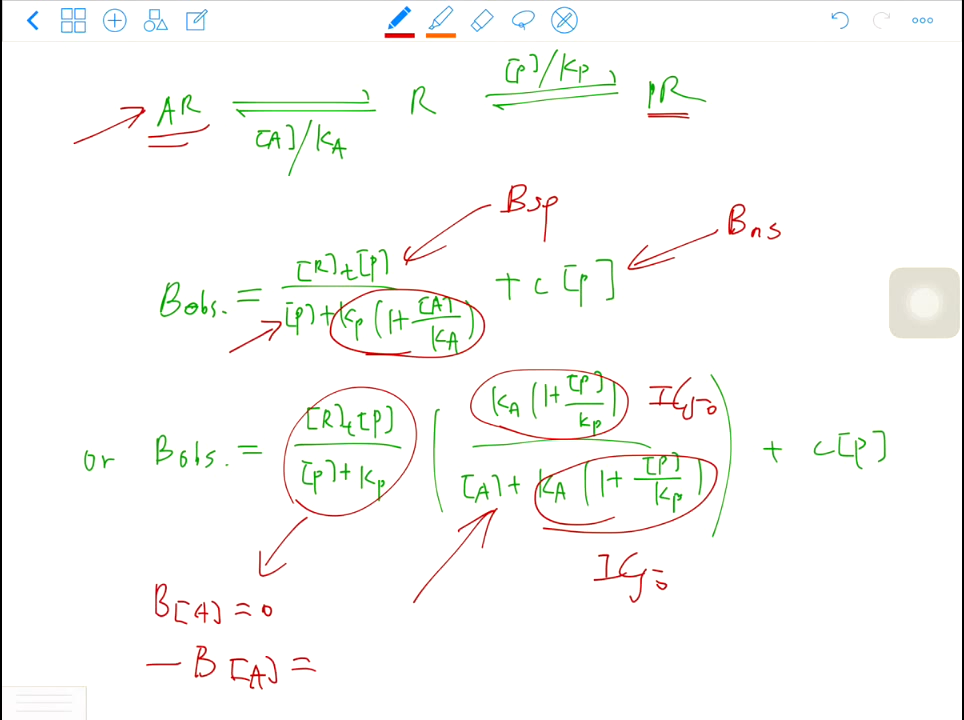 AR ⇌ R ⇌ PR
[P]/Kp
[A]/KA
Bsp
Bns
Bobs. = [R]t[P] / ([P] + Kp (1 + [A]/KA)) + c[P]
or Bobs. = [R]t[P] / ([P] + Kp) ( KA (1 + [P]/Kp) / ([A] + KA (1 + [P]/Kp)) ) + c[P]
IC50
IC50
B[A] = 0
− B[A] =